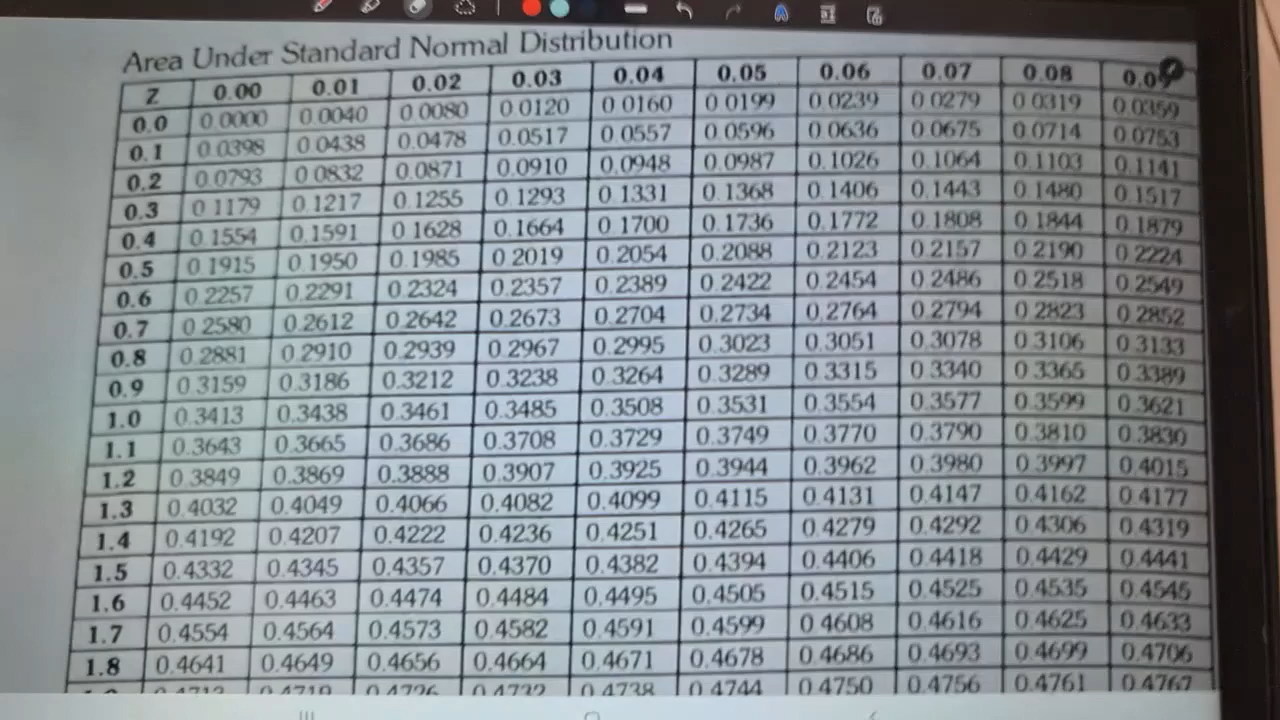 Area Under Standard Normal Distribution
Z 0.00 0.01 0.02 0.03 0.04 0.05 0.06 0.07 0.08 0.09
0.0 0.0000 0.0040 0.0080 0.0120 0.0160 0.0199 0.0239 0.0279 0.0319 0.0359
0.1 0.0398 0.0438 0.0478 0.0517 0.0557 0.0596 0.0636 0.0675 0.0714 0.0753
0.2 0.0793 0.0832 0.0871 0.0910 0.0948 0.0987 0.1026 0.1064 0.1103 0.1141
0.3 0.1179 0.1217 0.1255 0.1293 0.1331 0.1368 0.1406 0.1443 0.1480 0.1517
0.4 0.1554 0.1591 0.1628 0.1664 0.1700 0.1736 0.1772 0.1808 0.1844 0.1879
0.5 0.1915 0.1950 0.1985 0.2019 0.2054 0.2088 0.2123 0.2157 0.2190 0.2224
0.6 0.2257 0.2291 0.2324 0.2357 0.2389 0.2422 0.2454 0.2486 0.2518 0.2549
0.7 0.2580 0.2612 0.2642 0.2673 0.2704 0.2734 0.2764 0.2794 0.2823 0.2852
0.8 0.2881 0.2910 0.2939 0.2967 0.2995 0.3023 0.3051 0.3078 0.3106 0.3133
0.9 0.3159 0.3186 0.3212 0.3238 0.3264 0.3289 0.3315 0.3340 0.3365 0.3389
1.0 0.3413 0.3438 0.3461 0.3485 0.3508 0.3531 0.3554 0.3577 0.3599 0.3621
1.1 0.3643 0.3665 0.3686 0.3708 0.3729 0.3749 0.3770 0.3790 0.3810 0.3830
1.2 0.3849 0.3869 0.3888 0.3907 0.3925 0.3944 0.3962 0.3980 0.3997 0.4015
1.3 0.4032 0.4049 0.4066 0.4082 0.4099 0.4115 0.4131 0.4147 0.4162 0.4177
1.4 0.4192 0.4207 0.4222 0.4236 0.4251 0.4265 0.4279 0.4292 0.4306 0.4319
1.5 0.4332 0.4345 0.4357 0.4370 0.4382 0.4394 0.4406 0.4418 0.4429 0.4441
1.6 0.4452 0.4463 0.4474 0.4484 0.4495 0.4505 0.4515 0.4525 0.4535 0.4545
1.7 0.4554 0.4564 0.4573 0.4582 0.4591 0.4599 0.4608 0.4616 0.4625 0.4633
1.8 0.4641 0.4649 0.4656 0.4664 0.4671 0.4678 0.4686 0.4693 0.4699 0.4706
0.4738 0.4744 0.4750 0.4756 0.4761 0.4767